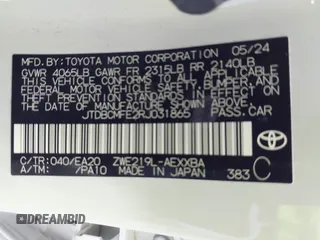 MFD. BY: TOYOTA MOTOR CORPORATION 05/24
GVWR 4065LB GAWR FR 2315LB RR 2140LB
THIS VEHICLE CONFORMS TO ALL APPLICABLE
FEDERAL MOTOR VEHICLE SAFETY, BUMPER, AND
THEFT PREVENTION STANDARDS IN EFFECT ON
THE DATE OF MANUFACTURE SHOWN ABOVE.
JTDBCMFE2RJ031865 PASS.CAR
TOYOTA
C/TR: 040/EA20 ZWE219L-AEXXBA C
A/TM: /PA10 MADE IN JAPAN 383
DREAMBID